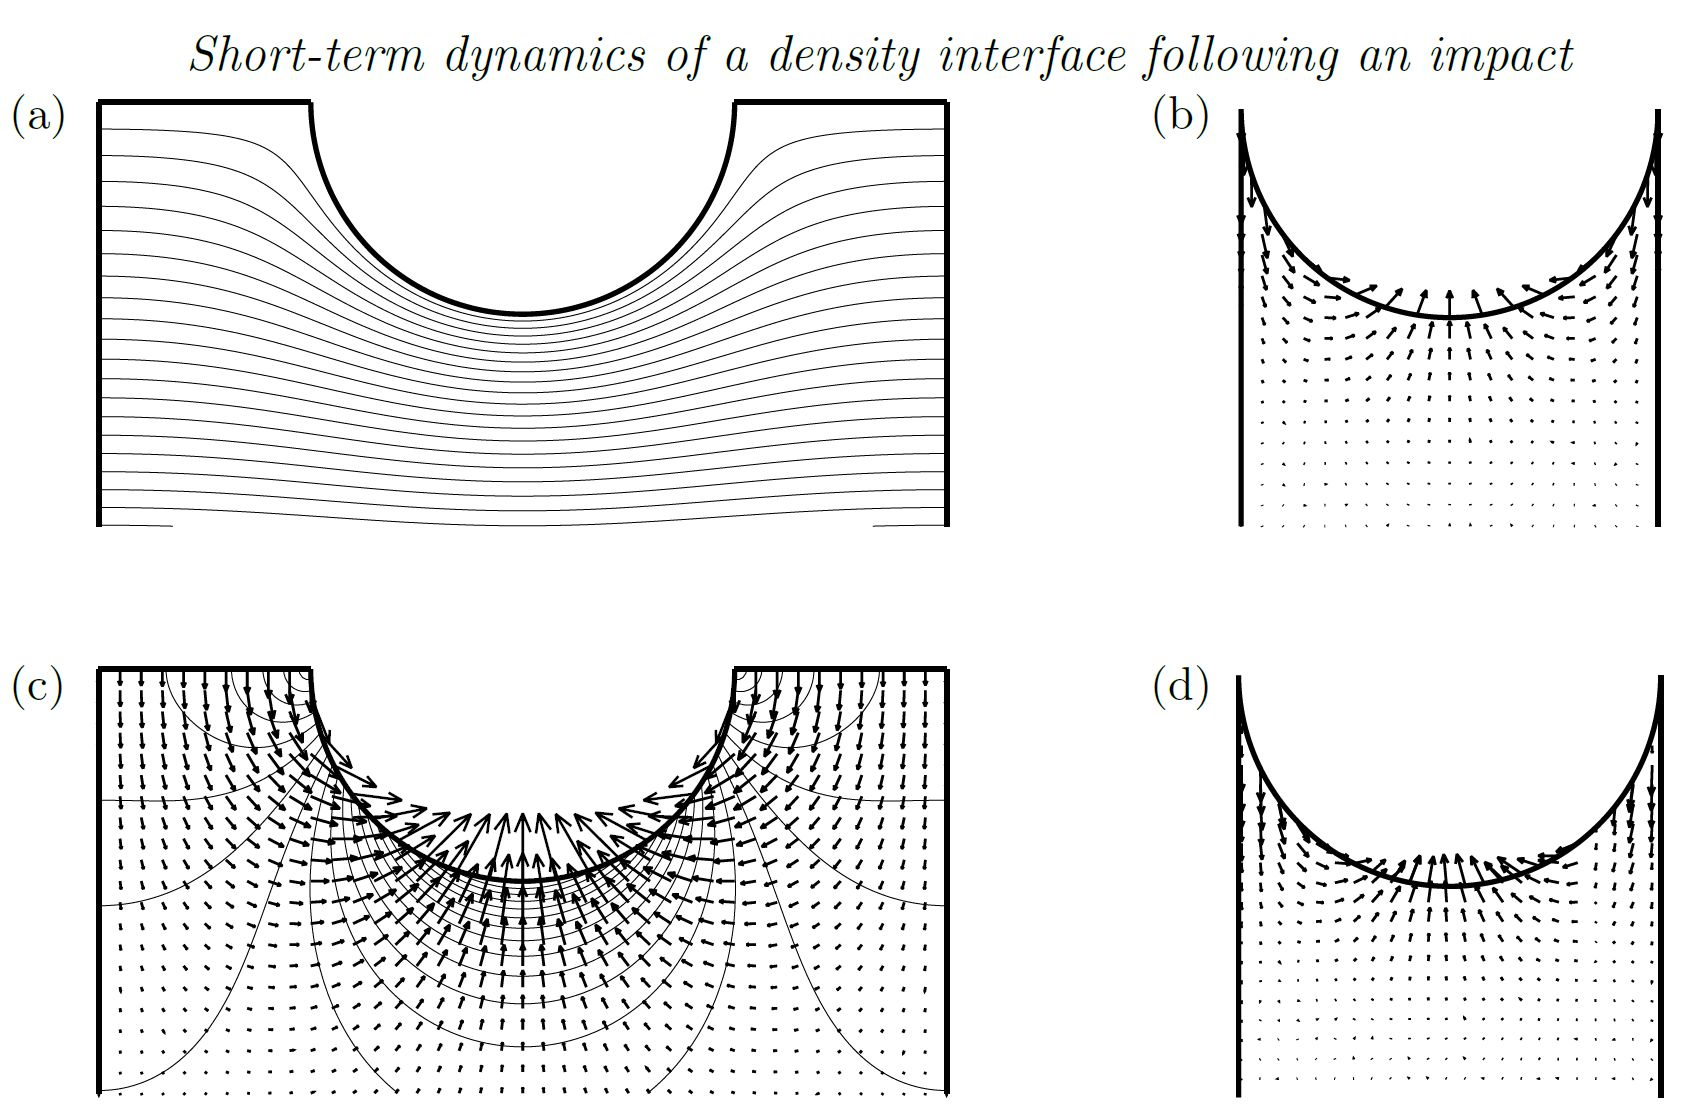 Short-term dynamics of a density interface following an impact
(a)
(b)
(c)
(d)